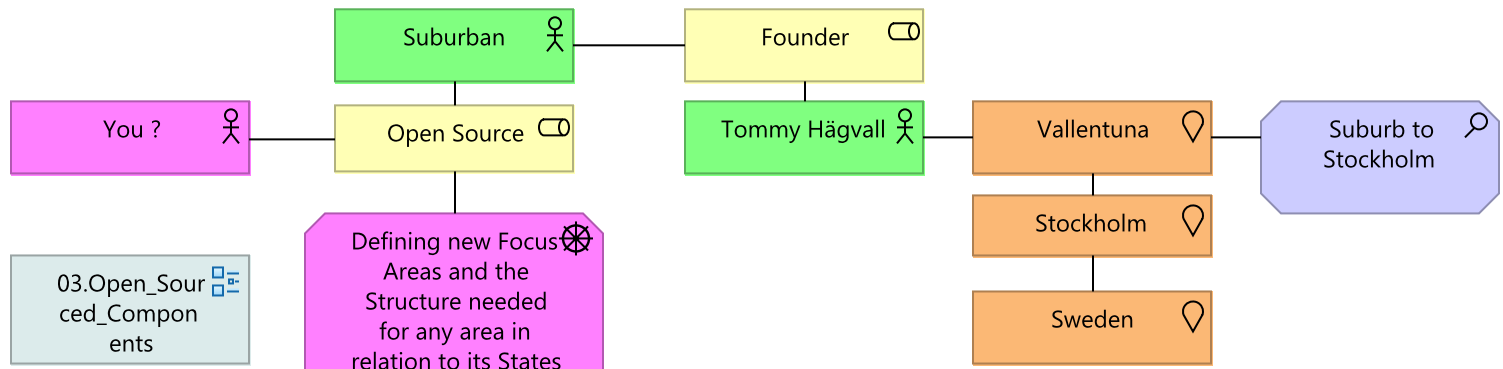 Suburban
Founder
You ?
Open Source
Tommy Hägvall
Vallentuna
Suburb to
Stockholm
Stockholm
Defining new Focus
Areas and the
Structure needed
for any area in
relation to its States
03.Open_Sour
ced_Compon
ents
Sweden